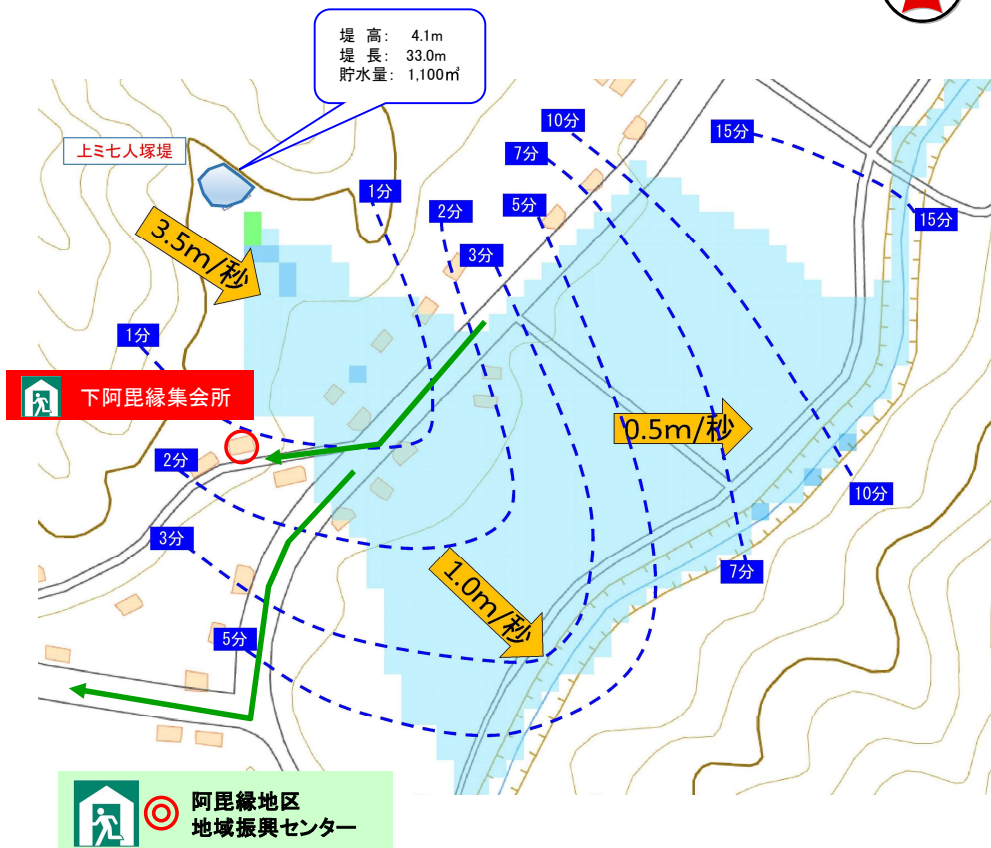 堤 高: 4.1m
堤 長: 33.0m
貯水量: 1,100㎥
上ミ七人塚堤
10分
15分
7分
1分
2分
5分
15分
3分
3.5m/秒
1分
下阿毘縁集会所
0.5m/秒
2分
10分
3分
7分
1.0m/秒
5分
阿毘縁地区
地域振興センター